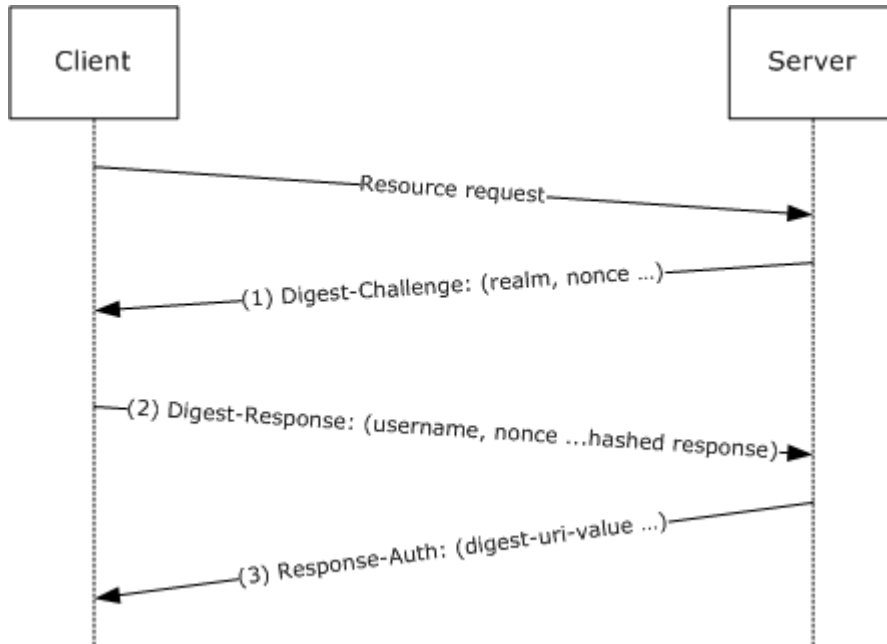 Client
Server
Resource request
(1) Digest-Challenge: (realm, nonce ...)
(2) Digest-Response: (username, nonce ...hashed response)
(3) Response-Auth: (digest-uri-value ...)